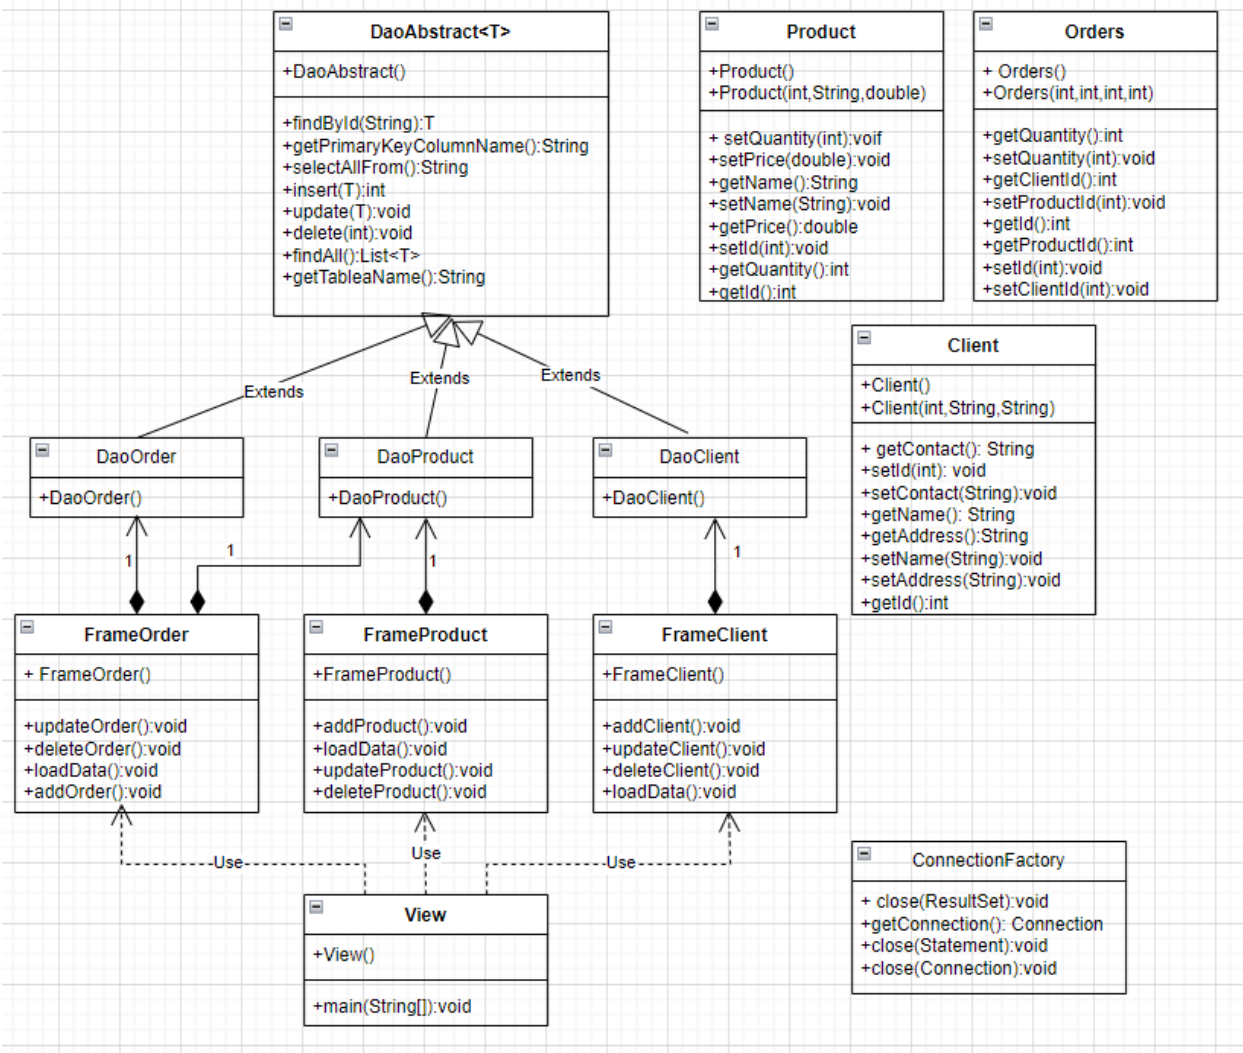 DaoAbstract<T>
+DaoAbstract()
+findById(String):T
+getPrimaryKeyColumnName():String
+selectAllFrom():String
+insert(T):int
+update(T):void
+delete(int):void
+findAll():List<T>
+getTableaName():String
Product
+Product()
+Product(int,String,double)
+ setQuantity(int):voif
+setPrice(double):void
+getName():String
+setName(String):void
+getPrice():double
+setId(int):void
+getQuantity():int
+getId():int
Orders
+ Orders()
+Orders(int,int,int,int)
+getQuantity():int
+setQuantity(int):void
+getClientId():int
+setProductId(int):void
+getId():int
+getProductId():int
+setId(int):void
+setClientId(int):void
Client
+Client()
+Client(int,String,String)
+ getContact(): String
+setId(int): void
+setContact(String):void
+getName(): String
+getAddress():String
+setName(String):void
+setAddress(String):void
+getId():int
Extends
Extends
Extends
DaoOrder
+DaoOrder()
DaoProduct
+DaoProduct()
DaoClient
+DaoClient()
1
1
1
1
FrameOrder
+ FrameOrder()
+updateOrder():void
+deleteOrder():void
+loadData():void
+addOrder():void
FrameProduct
+FrameProduct()
+addProduct():void
+loadData():void
+updateProduct():void
+deleteProduct():void
FrameClient
+FrameClient()
+addClient():void
+updateClient():void
+deleteClient():void
+loadData():void
Use
Use
Use
View
+View()
+main(String[]):void
ConnectionFactory
+ close(ResultSet):void
+getConnection(): Connection
+close(Statement):void
+close(Connection):void